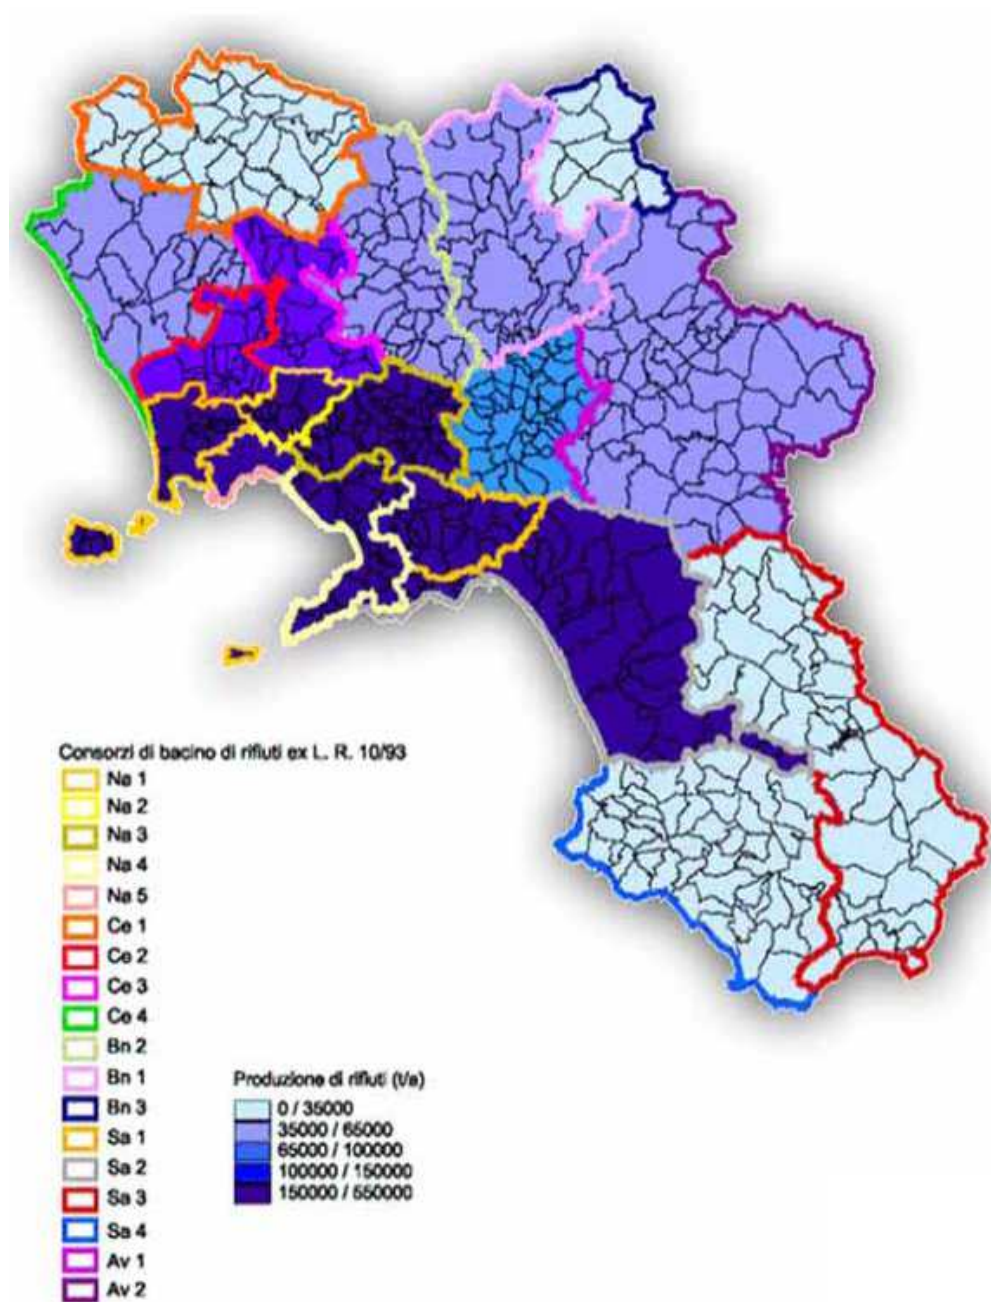 Consorzi di bacino di rifiuti ex L. R. 10/93
Na 1
Na 2
Na 3
Na 4
Na 5
Ce 1
Ce 2
Ce 3
Ce 4
Bn 2
Bn 1
Bn 3
Sa 1
Sa 2
Sa 3
Sa 4
Av 1
Av 2
Produzione di rifiuti (t/a)
0 / 35000
35000 / 65000
65000 / 100000
100000 / 150000
150000 / 550000